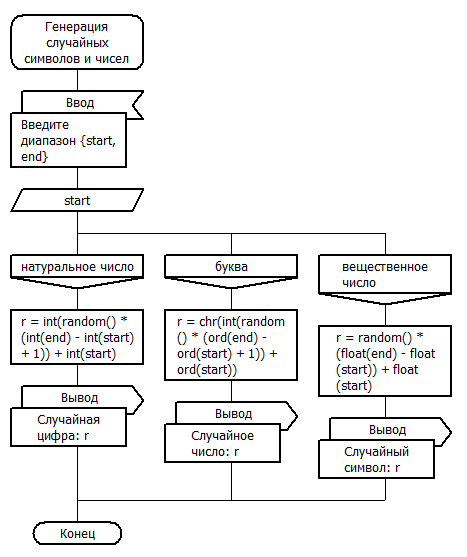 Генерация
случайных
символов и чисел
Ввод
Введите
диапазон {start,
end}
start
натуральное число
r = int(random() *
(int(end) - int(start)
+ 1)) + int(start)
Вывод
Случайная
цифра: r
буква
r = chr(int(random
() * (ord(end) -
ord(start) + 1)) +
ord(start))
Вывод
Случайное
число: r
вещественное
число
r = random() *
(float(end) - float
(start)) + float
(start)
Вывод
Случайный
символ: r
Конец